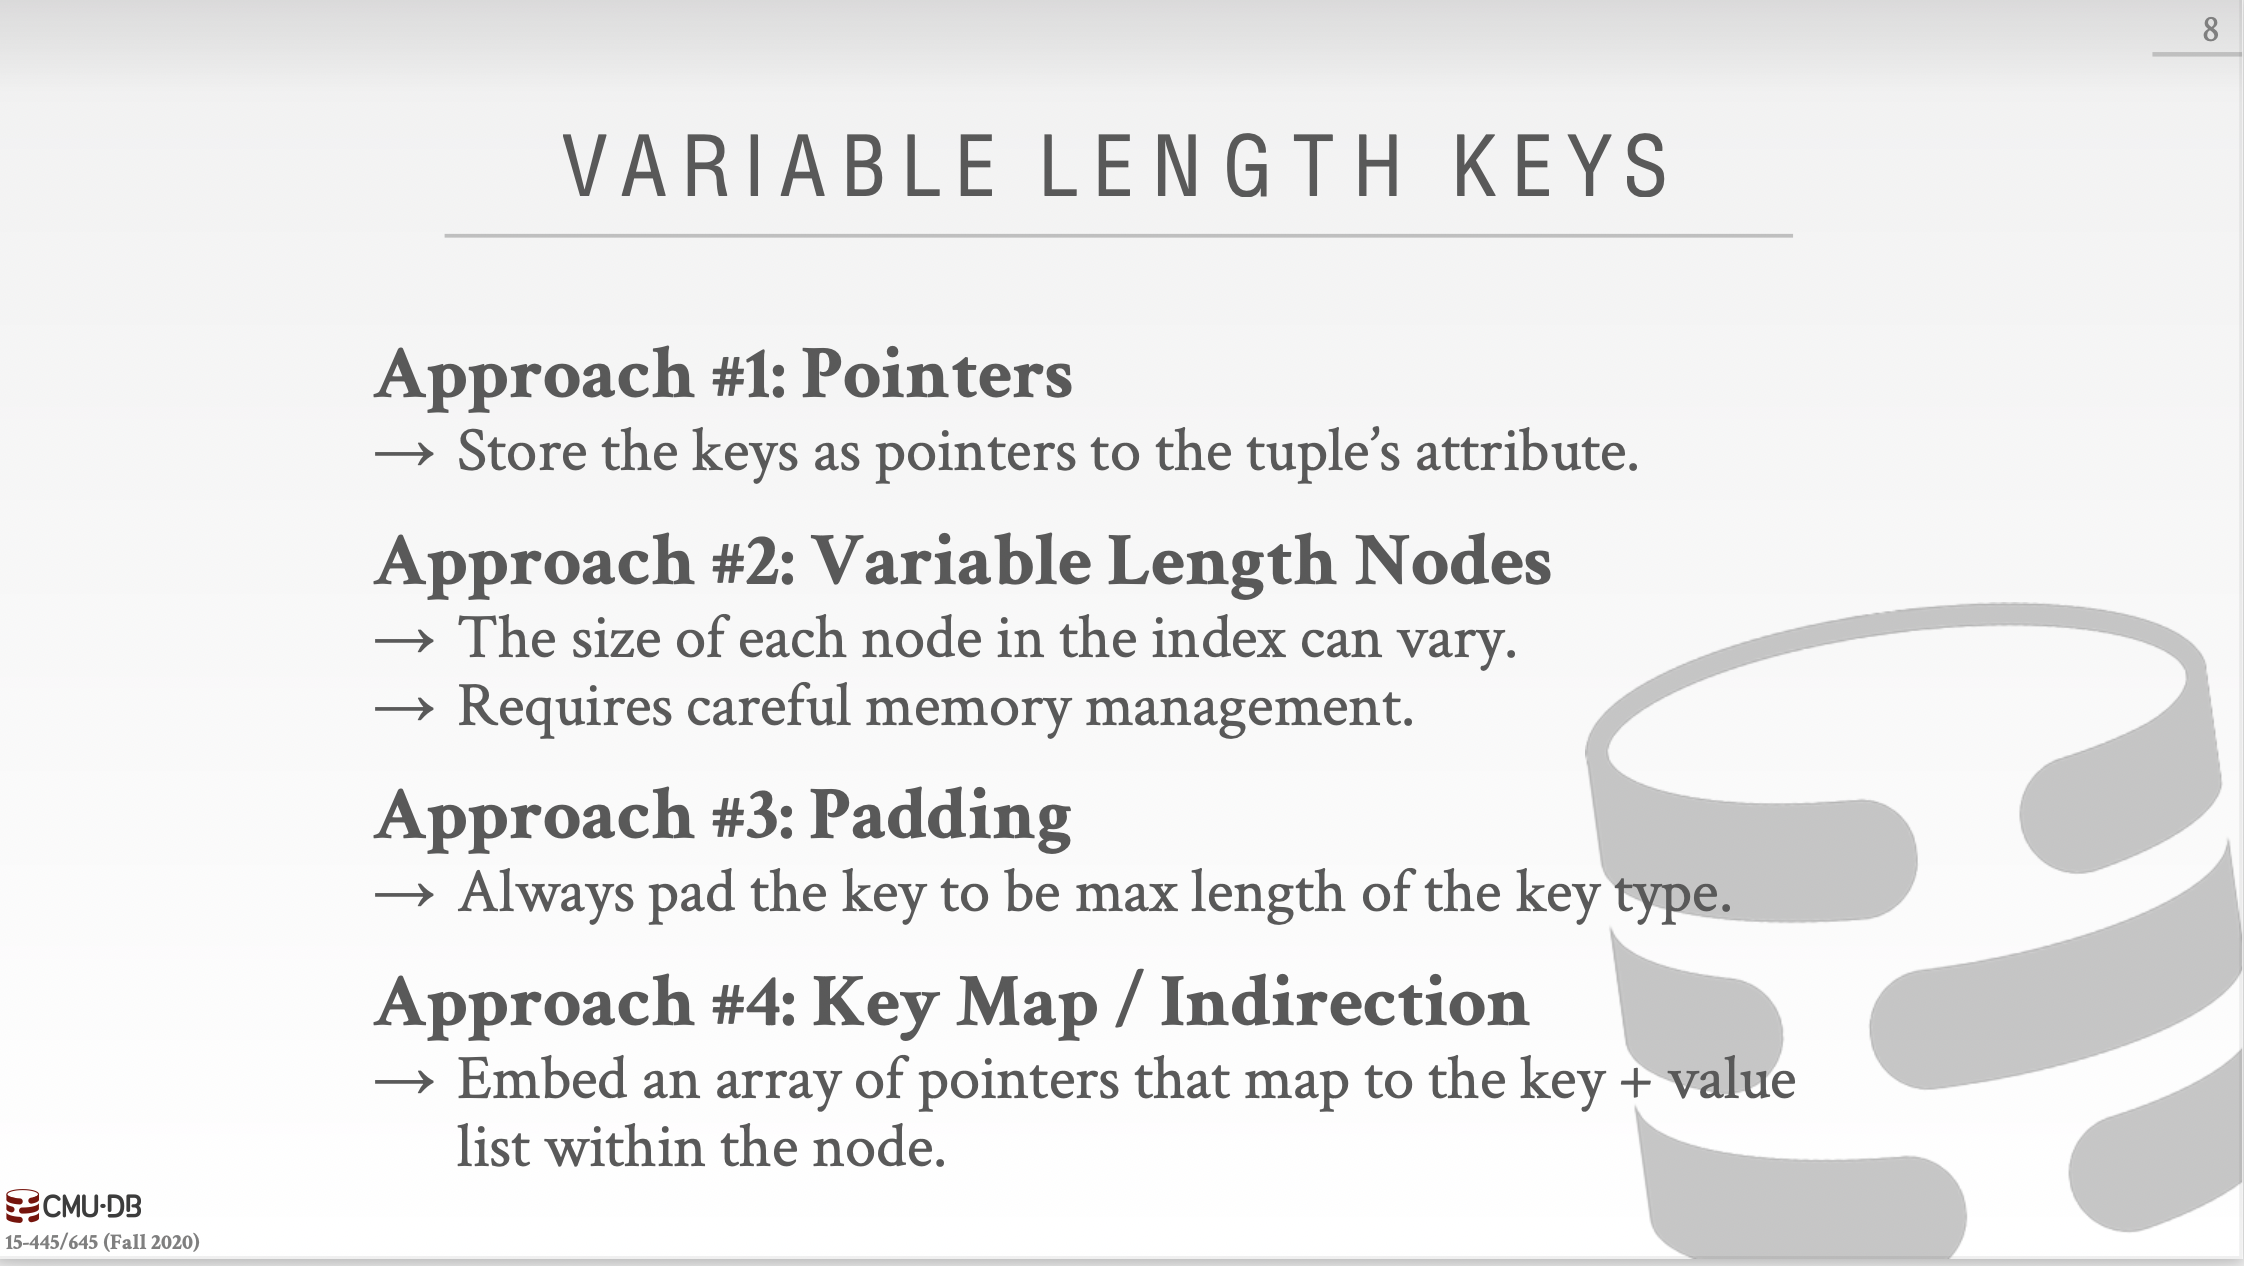 8
VARIABLE LENGTH KEYS
Approach #1: Pointers
→ Store the keys as pointers to the tuple’s attribute.
Approach #2: Variable Length Nodes
→ The size of each node in the index can vary.
→ Requires careful memory management.
Approach #3: Padding
→ Always pad the key to be max length of the key type.
Approach #4: Key Map / Indirection
→ Embed an array of pointers that map to the key + value
list within the node.
CMU·DB
15-445/645 (Fall 2020)